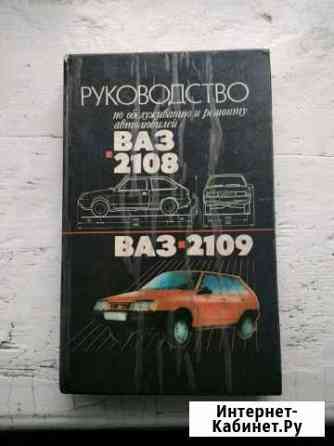 РУКОВОДСТВО
по обслуживанию и ремонту
автомобилей
ВАЗ
2108
ВАЗ·2109
Интернет-
Кабинет.Ру